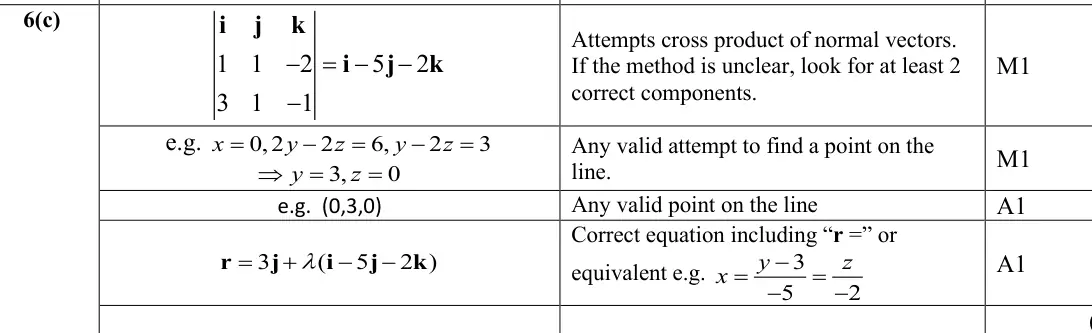 6(c)
i j k
1 1 −2 = i − 5j − 2k
3 1 −1
Attempts cross product of normal vectors.
If the method is unclear, look for at least 2
correct components.
M1
e.g. x = 0, 2y − 2z = 6, y − 2z = 3
⇒ y = 3, z = 0
Any valid attempt to find a point on the
line.
M1
e.g. (0,3,0)
Any valid point on the line
A1
r = 3j + λ(i − 5j − 2k)
Correct equation including “r =” or
equivalent e.g. x = (y − 3)/−5 = z/−2
A1